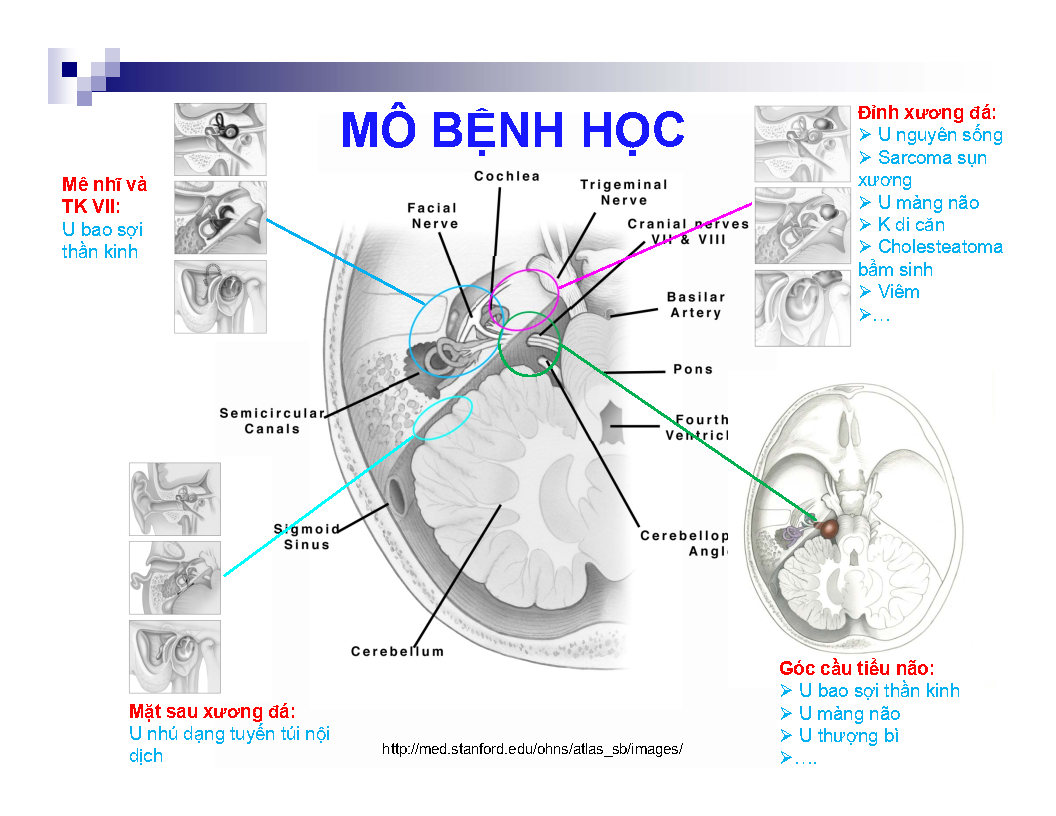 MÔ BỆNH HỌC
Mê nhĩ và
TK VII:
U bao sợi
thần kinh
Cochlea
Facial
Nerve
Trigeminal
Nerve
Cranial nerves
VII & VIII
Basilar
Artery
Pons
Fourth
Ventricl
Cerebellop
Angl
Semicircular
Canals
Sigmoid
Sinus
Cerebellum
Đỉnh xương đá:
➢ U nguyên sống
➢ Sarcoma sụn
xương
➢ U màng não
➢ K di căn
➢ Cholesteatoma
bẩm sinh
➢ Viêm
➢…
Góc cầu tiểu não:
➢ U bao sợi thần kinh
➢ U màng não
➢ U thượng bì
➢….
Mặt sau xương đá:
U nhú dạng tuyến túi nội
dịch
http://med.stanford.edu/ohns/atlas_sb/images/